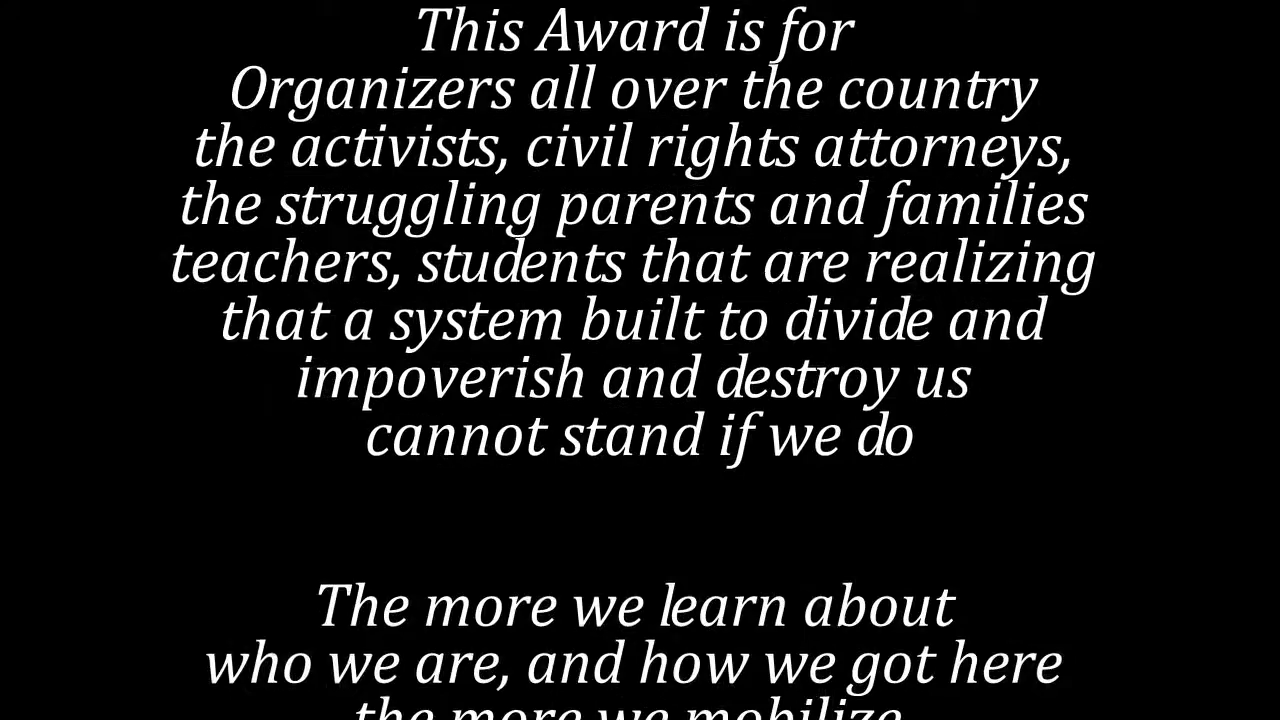 This Award is for
Organizers all over the country
the activists, civil rights attorneys,
the struggling parents and families
teachers, students that are realizing
that a system built to divide and
impoverish and destroy us
cannot stand if we do
The more we learn about
who we are, and how we got here
the more we mobilize